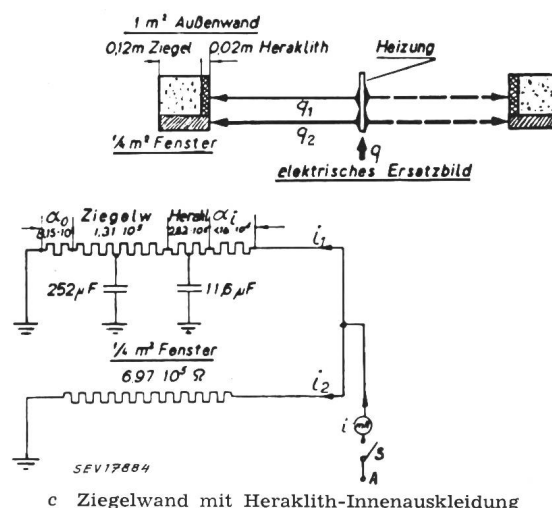 1 m² Außenwand
0,12m Ziegel 0,02m Heraklith
Heizung
q₁
q₂
¼ m² Fenster
q
elektrisches Ersatzbild
α₀ Ziegelw Herakl αi
1,31 10⁵
i₁
252 µF
11,6 µF
¼ m² Fenster
6,97 10⁵ Ω
i₂
i
mA
S
A
SEV17884
c Ziegelwand mit Heraklith-Innenauskleidung